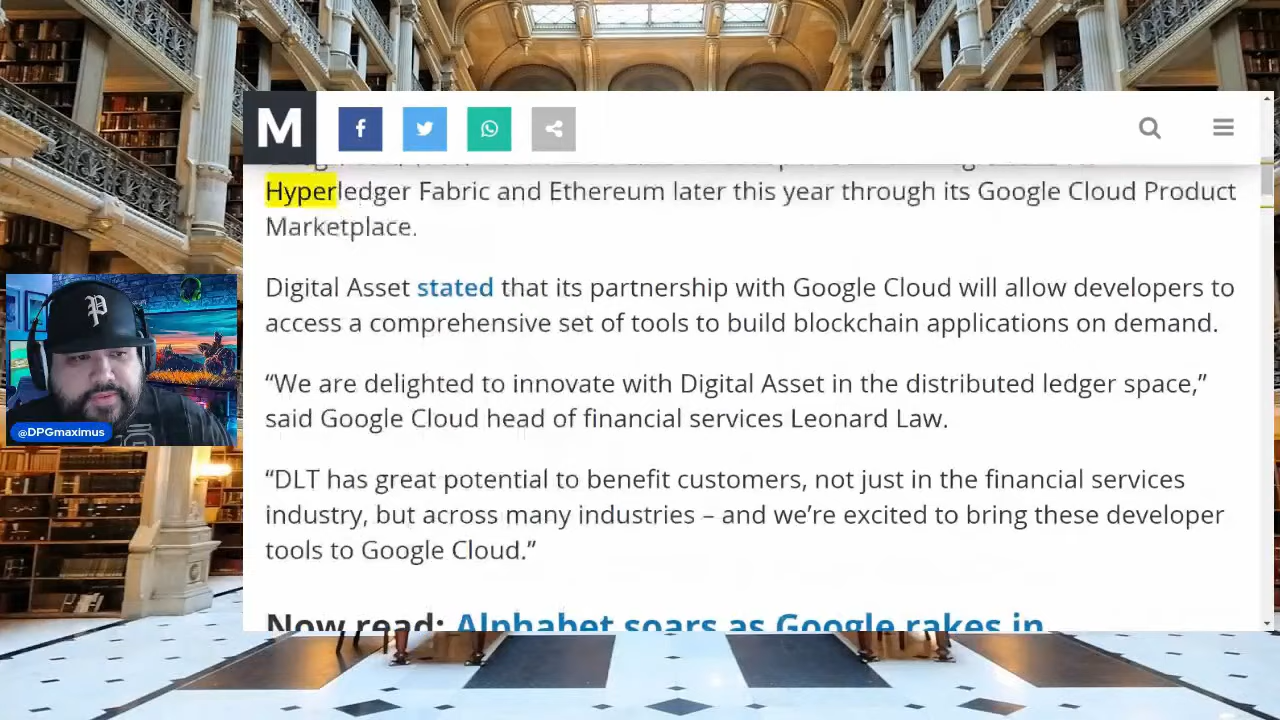 M
Hyperledger Fabric and Ethereum later this year through its Google Cloud Product
Marketplace.
Digital Asset stated that its partnership with Google Cloud will allow developers to
access a comprehensive set of tools to build blockchain applications on demand.
“We are delighted to innovate with Digital Asset in the distributed ledger space,”
said Google Cloud head of financial services Leonard Law.
“DLT has great potential to benefit customers, not just in the financial services
industry, but across many industries – and we’re excited to bring these developer
tools to Google Cloud.”
Now read: Alphabet soars as Google rakes in
P
@DPGmaximus